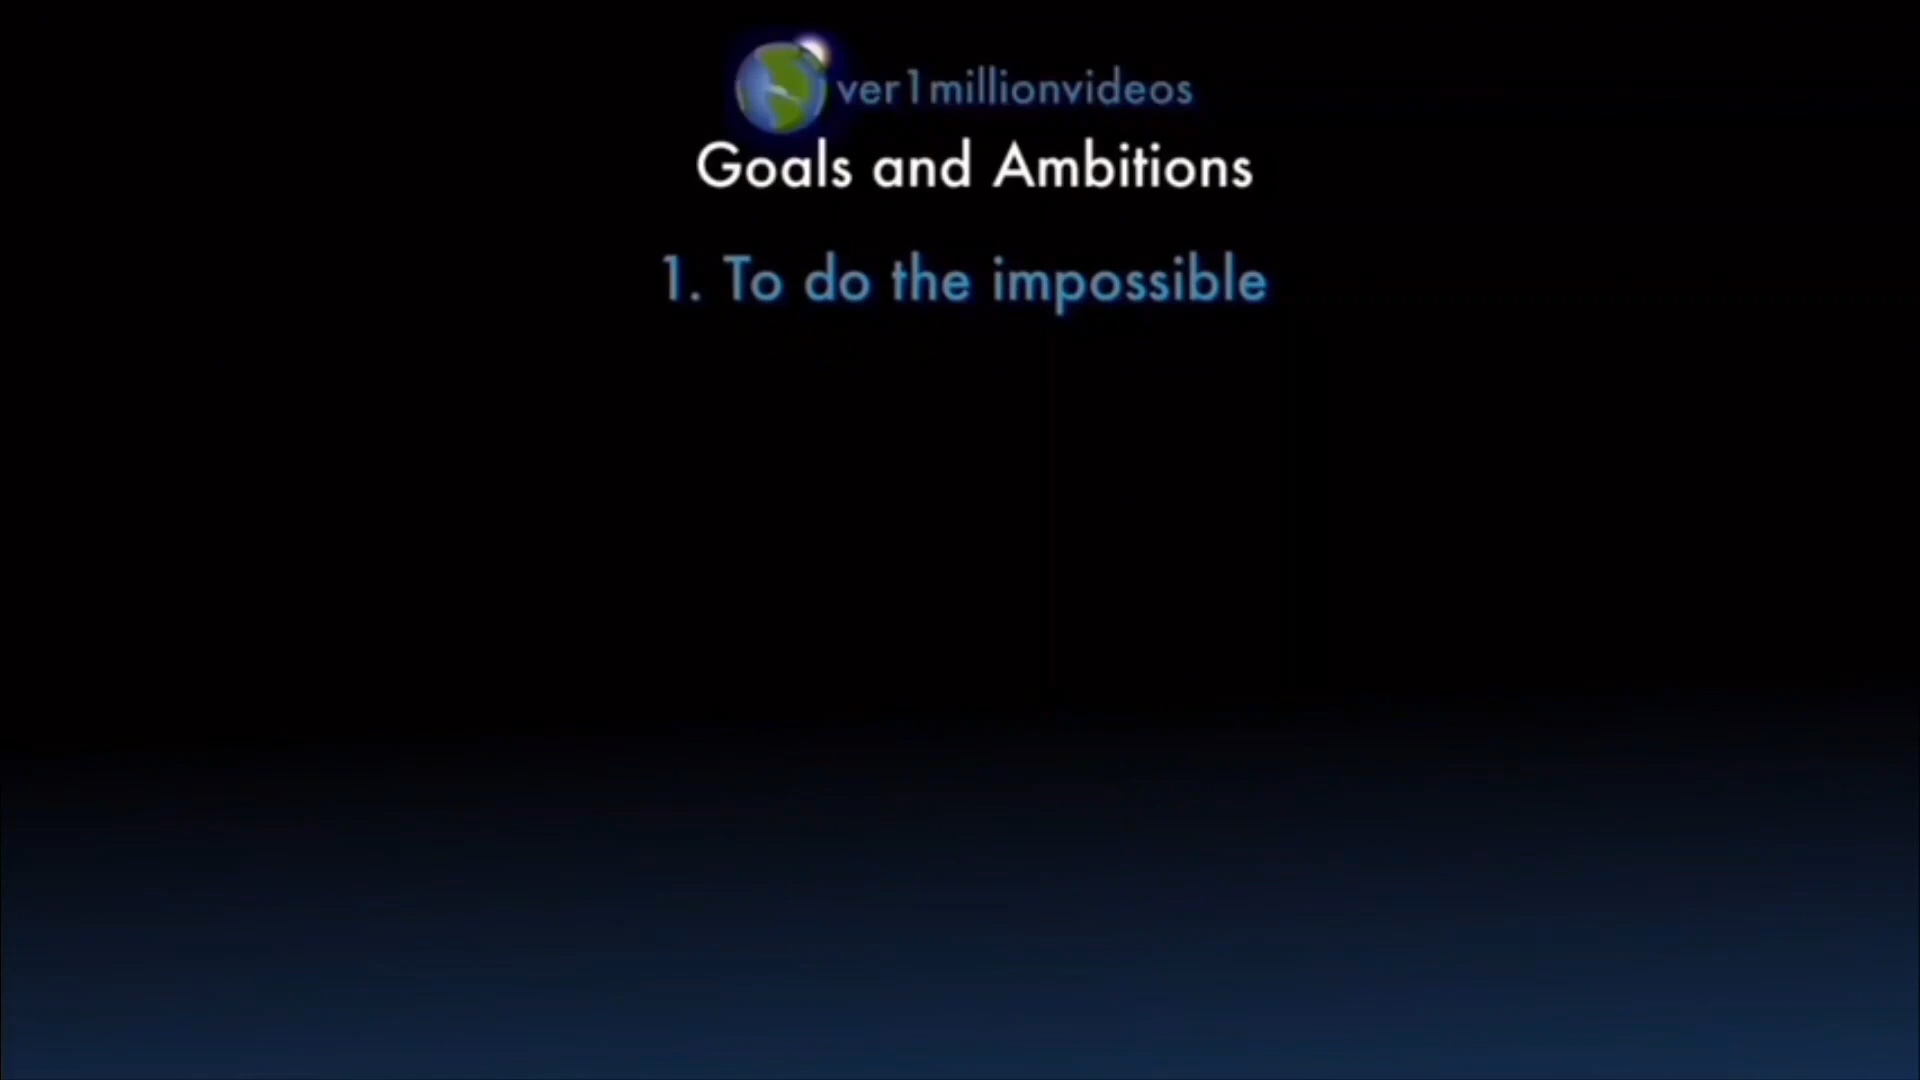 ver1millionvideos
Goals and Ambitions
1. To do the impossible